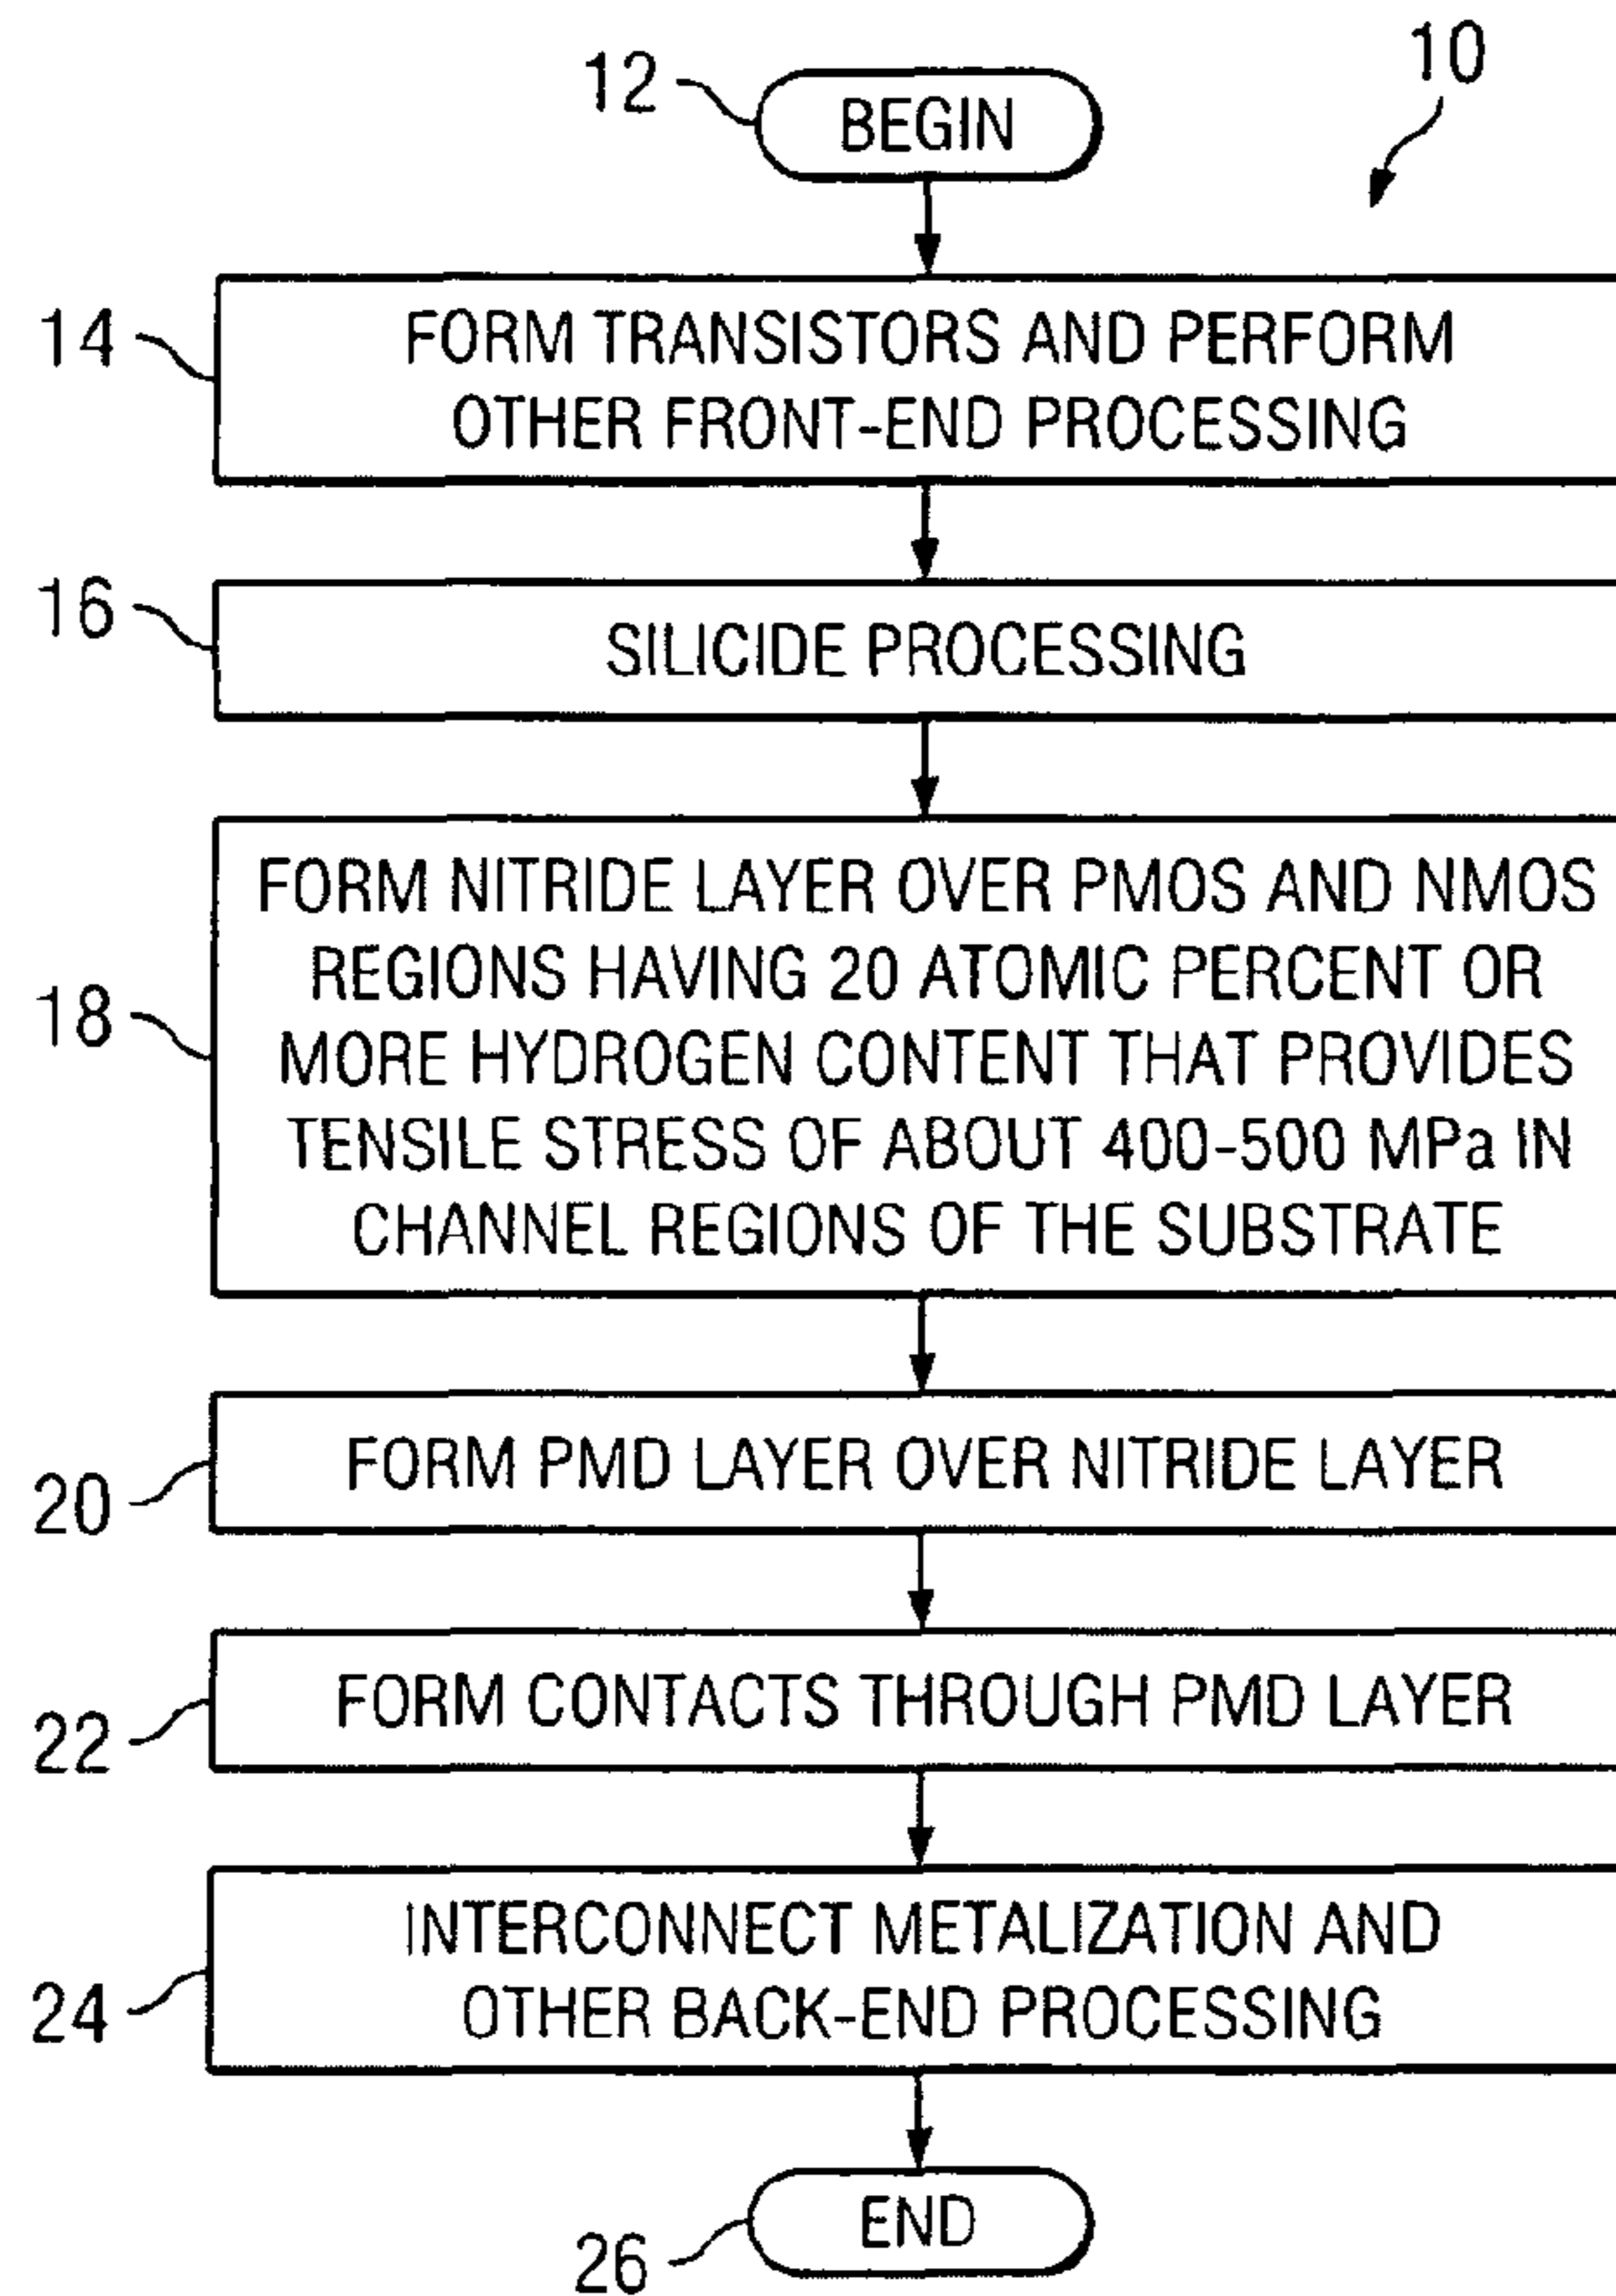 10
12
BEGIN
14
FORM TRANSISTORS AND PERFORM
OTHER FRONT-END PROCESSING
16
SILICIDE PROCESSING
18
FORM NITRIDE LAYER OVER PMOS AND NMOS
REGIONS HAVING 20 ATOMIC PERCENT OR
MORE HYDROGEN CONTENT THAT PROVIDES
TENSILE STRESS OF ABOUT 400-500 MPa IN
CHANNEL REGIONS OF THE SUBSTRATE
20
FORM PMD LAYER OVER NITRIDE LAYER
22
FORM CONTACTS THROUGH PMD LAYER
24
INTERCONNECT METALIZATION AND
OTHER BACK-END PROCESSING
26
END